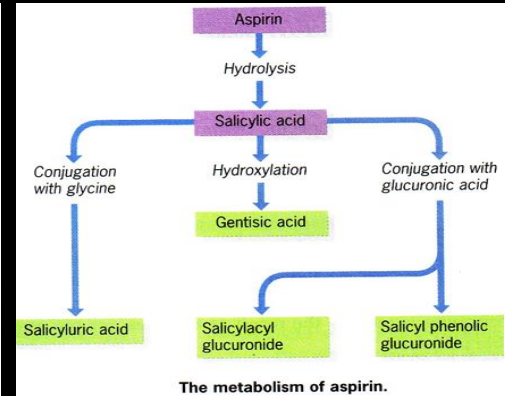 Aspirin
Hydrolysis
Salicylic acid
Conjugation
with glycine
Hydroxylation
Conjugation with
glucuronic acid
Gentisic acid
Salicyluric acid
Salicylacyl
glucuronide
Salicyl phenolic
glucuronide
The metabolism of aspirin.